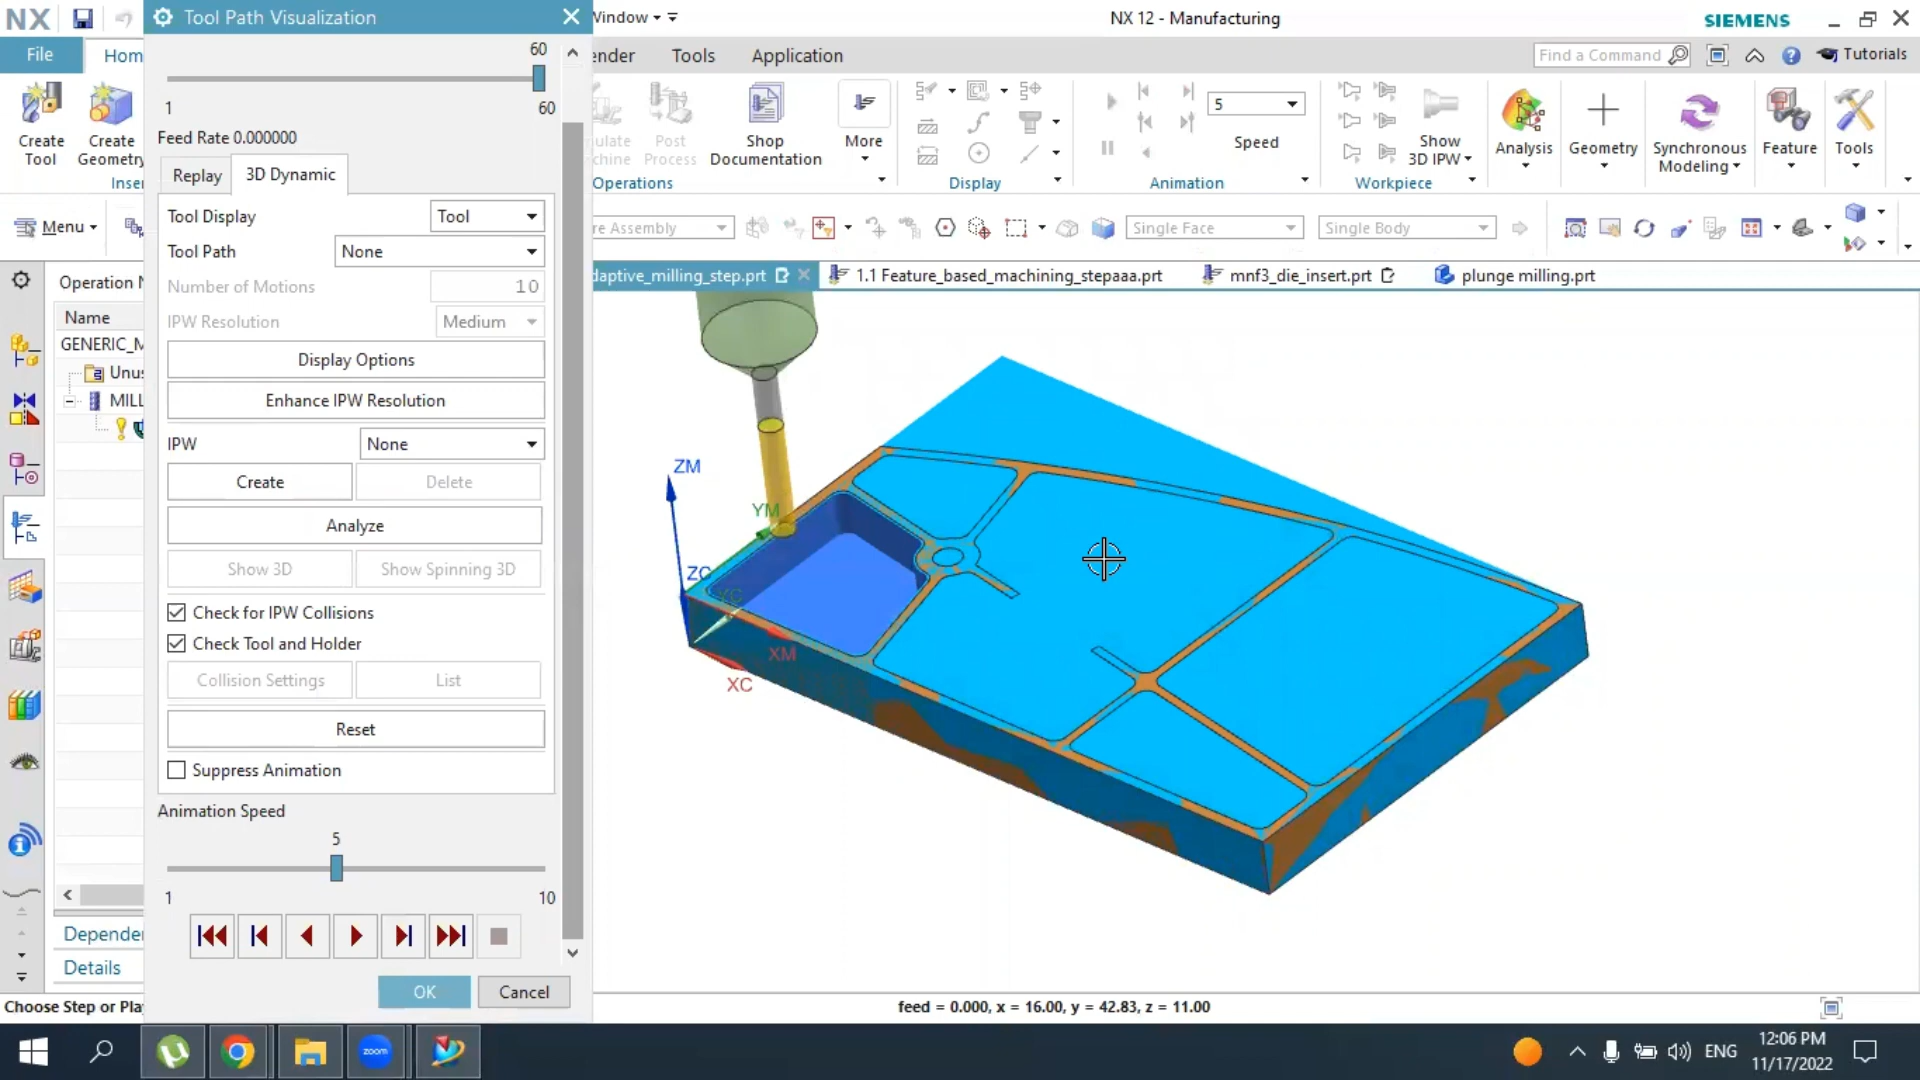 NX
Tool Path Visualization
Window
NX 12 - Manufacturing
SIEMENS
File
Hom
ender
Tools
Application
Find a Command
Tutorials
Create Tool
Create Geometry
Post Process
Shop Documentation
More
5
Speed
Show 3D IPW
Analysis
Geometry
Synchronous Modeling
Feature
Tools
Operations
Display
Animation
Workpiece
Menu
re Assembly
Single Face
Single Body
daptive_milling_step.prt
1.1 Feature_based_machining_stepaaa.prt
mnf3_die_insert.prt
plunge milling.prt
Operation N
Name
GENERIC_M
Unus
MILL
60
1
60
Feed Rate 0.000000
Replay
3D Dynamic
Tool Display
Tool
Tool Path
None
Number of Motions
10
IPW Resolution
Medium
Display Options
Enhance IPW Resolution
IPW
None
Create
Delete
Analyze
Show 3D
Show Spinning 3D
Check for IPW Collisions
Check Tool and Holder
Collision Settings
List
Reset
Suppress Animation
Animation Speed
5
1
10
OK
Cancel
Depende
Details
ZM
YM
ZC
YC
XM
XC
Choose Step or Pla
feed = 0.000, x = 16.00, y = 42.83, z = 11.00
zoom
ENG
12:06 PM
11/17/2022